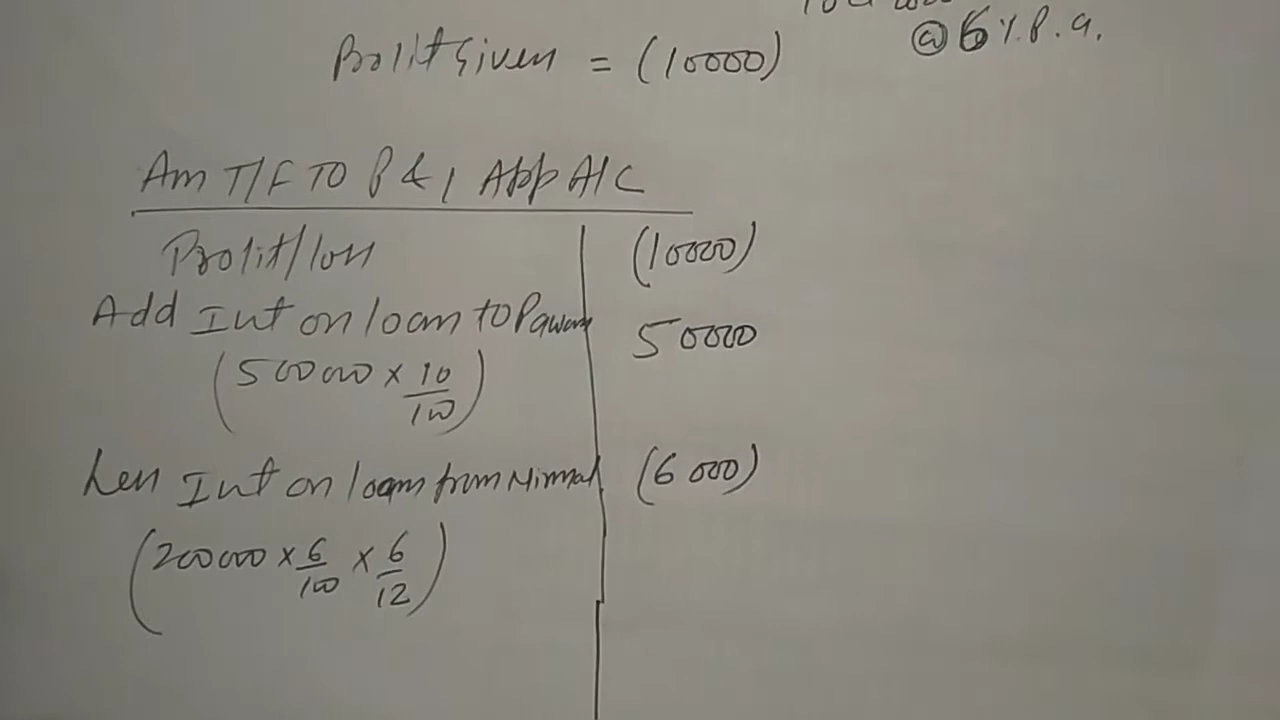 @ 6 %. P. a.
Profit Given = (10000)
Am T/F TO P & L App A/C
Profit/loss (10000)
Add Int on loan to Pawan 50000
(500000 × 10/100)
Less Int on loan from Nirmal (6000)
(200000 × 6/100 × 6/12)